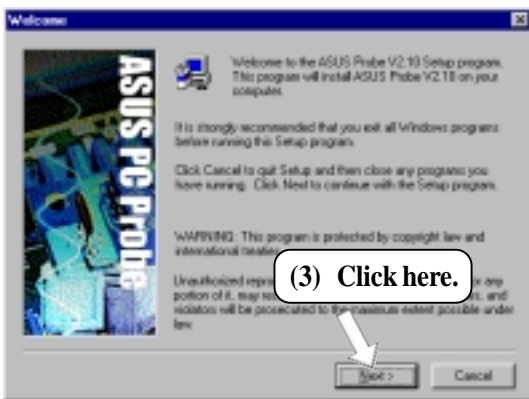 Welcome
ASUS PC Probe
Welcome to the ASUS Probe V2.10 Setup program.
This program will install ASUS Probe V2.10 on your
computer.
It is strongly recommended that you exit all Windows programs
before running this Setup program.
Click Cancel to quit Setup and then close any programs you
have running. Click Next to continue with the Setup program.
WARNING: This program is protected by copyright law and
international treaties.
Unauthorized or any
portion of it, may and
violators will be prosecuted to the maximum extent possible under
law.
(3) Click here.
Next >
Cancel